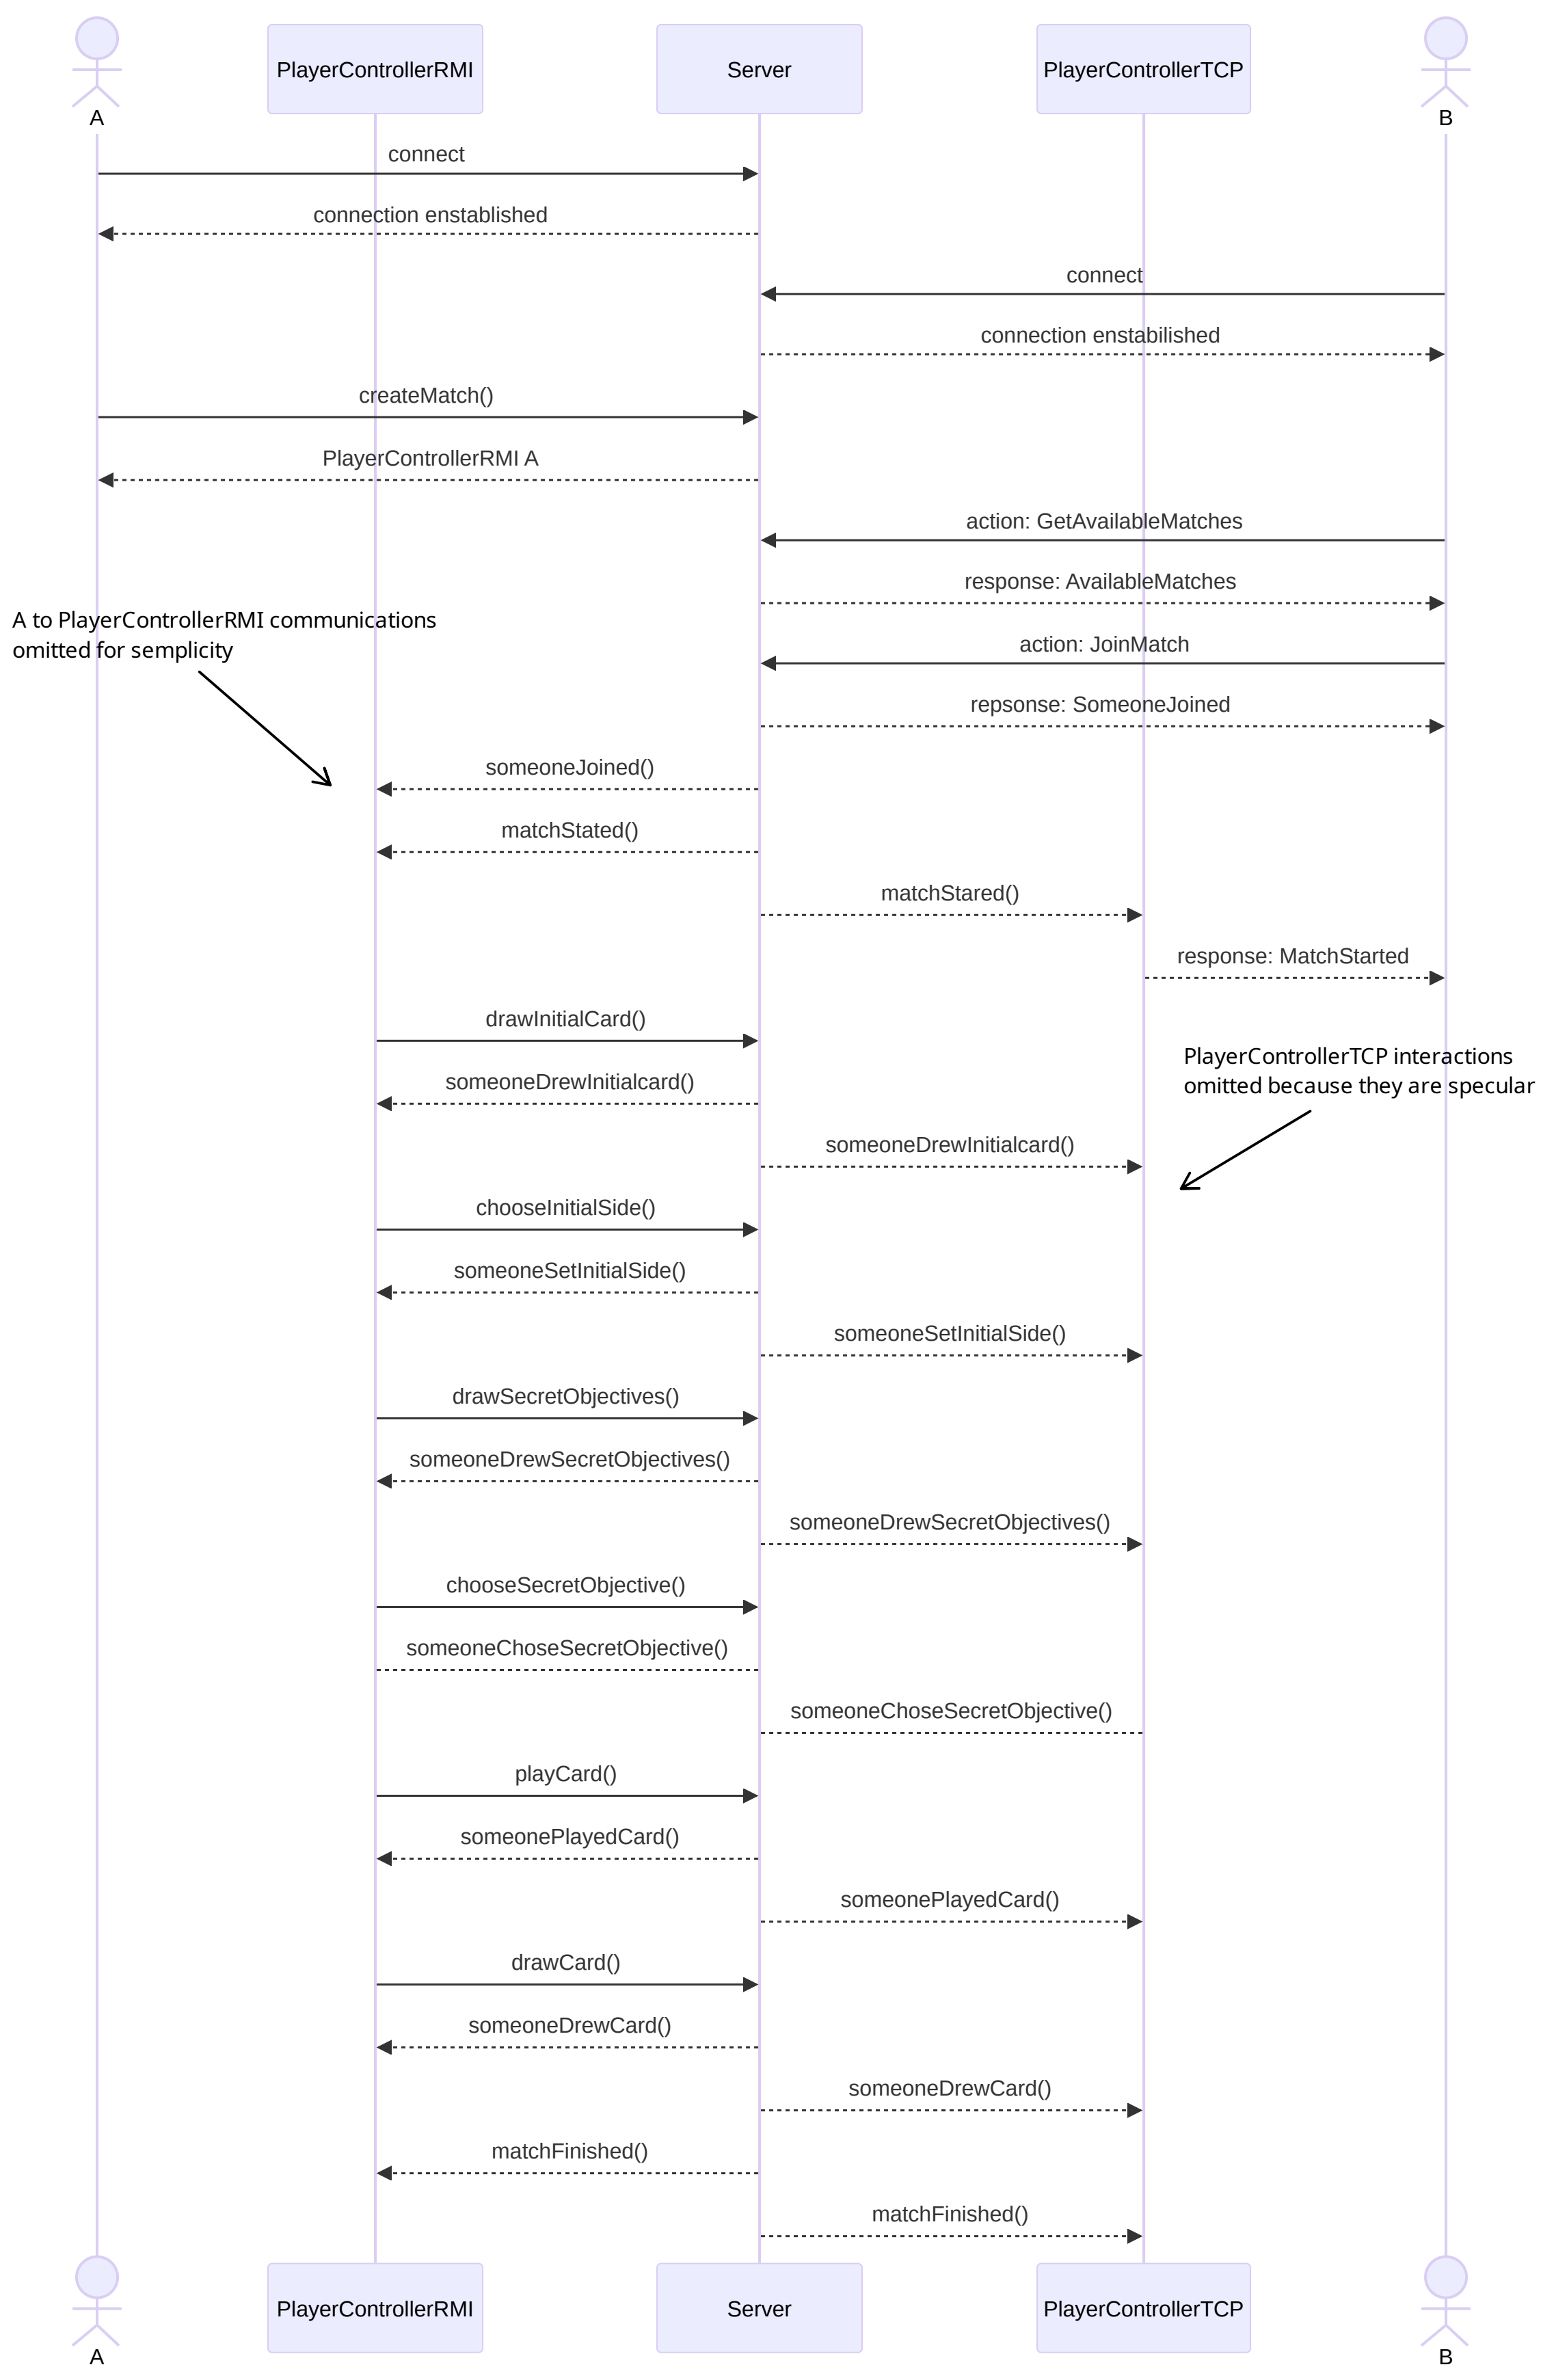 A
PlayerControllerRMI
Server
PlayerControllerTCP
B
connect
connection enstablished
connect
connection enstabilished
createMatch()
PlayerControllerRMI A
action: GetAvailableMatches
response: AvailableMatches
A to PlayerControllerRMI communications
omitted for semplicity
action: JoinMatch
repsonse: SomeoneJoined
someoneJoined()
matchStated()
matchStared()
response: MatchStarted
drawInitialCard()
PlayerControllerTCP interactions
omitted because they are specular
someoneDrewInitialcard()
someoneDrewInitialcard()
chooseInitialSide()
someoneSetInitialSide()
someoneSetInitialSide()
drawSecretObjectives()
someoneDrewSecretObjectives()
someoneDrewSecretObjectives()
chooseSecretObjective()
someoneChoseSecretObjective()
someoneChoseSecretObjective()
playCard()
someonePlayedCard()
someonePlayedCard()
drawCard()
someoneDrewCard()
someoneDrewCard()
matchFinished()
matchFinished()
A
PlayerControllerRMI
Server
PlayerControllerTCP
B